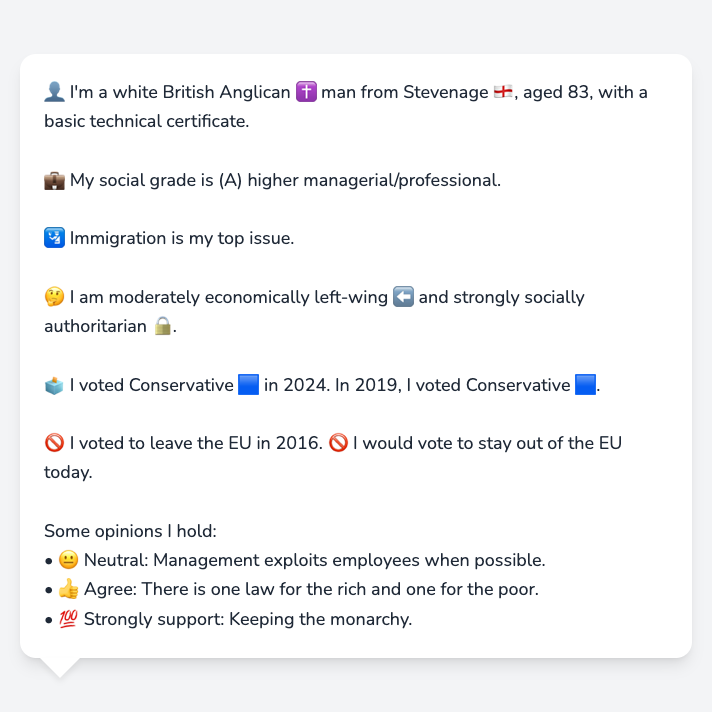 👤 I'm a white British Anglican ✝️ man from Stevenage 🏴󠁧󠁢󠁥󠁮󠁧󠁿, aged 83, with a
basic technical certificate.
💼 My social grade is (A) higher managerial/professional.
🛂 Immigration is my top issue.
🤔 I am moderately economically left-wing ⬅️ and strongly socially
authoritarian 🔒.
🗳️ I voted Conservative 🟦 in 2024. In 2019, I voted Conservative 🟦.
🚫 I voted to leave the EU in 2016. 🚫 I would vote to stay out of the EU
today.
Some opinions I hold:
• 😐 Neutral: Management exploits employees when possible.
• 👍 Agree: There is one law for the rich and one for the poor.
• 💯 Strongly support: Keeping the monarchy.